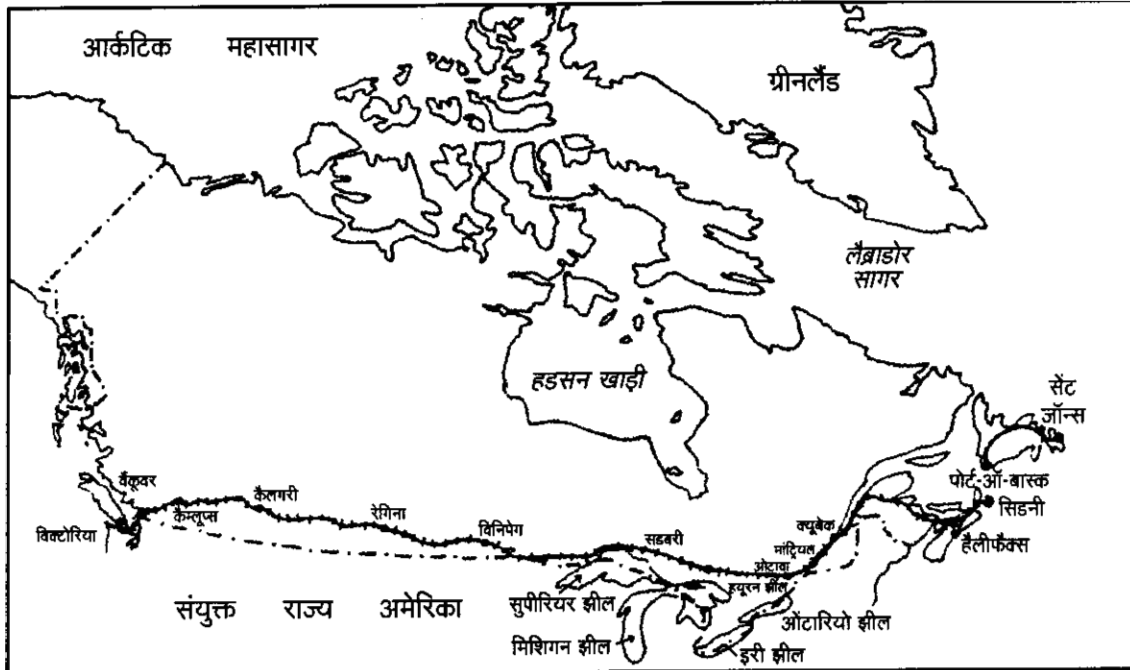 आर्कटिक महासागर
ग्रीनलैंड
लैब्राडोर
सागर
हडसन खाड़ी
सेंट
जॉन्स
पोर्ट-ऑ-बास्क
सिडनी
हैलीफैक्स
वैंकूवर
विक्टोरिया
कैम्लूप्स
कैलगरी
रेगिना
विनिपेग
सडबरी
क्यूबेक
मांट्रियल
ओटावा
हयूरन झील
सुपीरियर झील
मिशिगन झील
इरी झील
ओंटारियो झील
संयुक्त राज्य अमेरिका